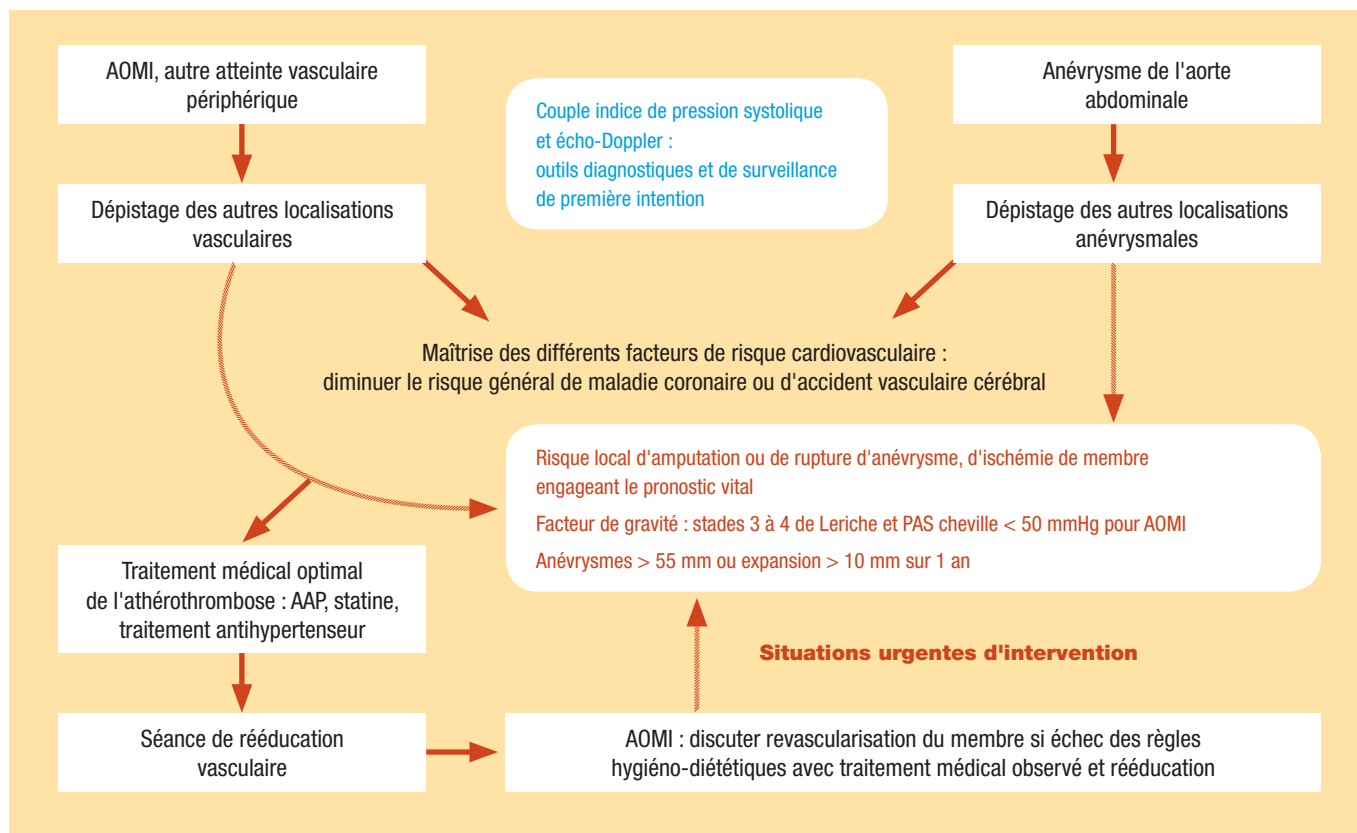 AOMI, autre atteinte vasculaire
périphérique
Couple indice de pression systolique
et écho-Doppler :
outils diagnostiques et de surveillance
de première intention
Anévrysme de l'aorte
abdominale
Dépistage des autres localisations
vasculaires
Dépistage des autres localisations
anévrysmales
Maîtrise des différents facteurs de risque cardiovasculaire :
diminuer le risque général de maladie coronaire ou d'accident vasculaire cérébral
Risque local d'amputation ou de rupture d'anévrysme, d'ischémie de membre
engageant le pronostic vital
Facteur de gravité : stades 3 à 4 de Leriche et PAS cheville < 50 mmHg pour AOMI
Anévrysmes > 55 mm ou expansion > 10 mm sur 1 an
Traitement médical optimal
de l'athérothrombose : AAP, statine,
traitement antihypertenseur
Situations urgentes d'intervention
Séance de rééducation
vasculaire
AOMI : discuter revascularisation du membre si échec des règles
hygiéno-diététiques avec traitement médical observé et rééducation